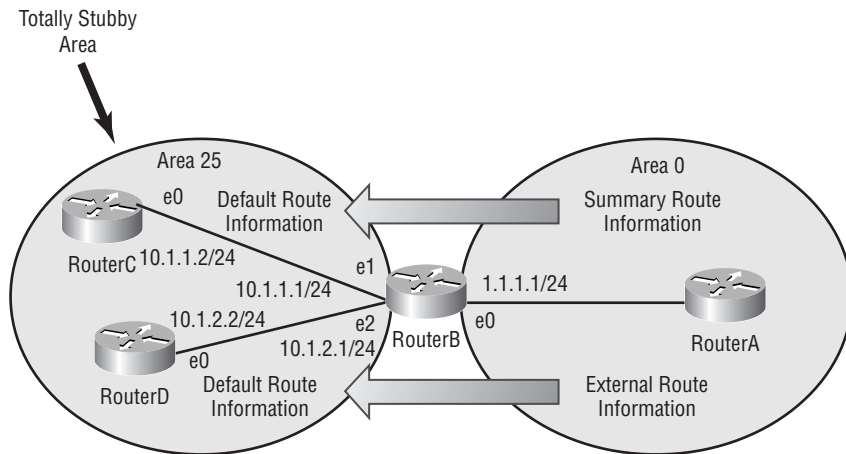 Totally Stubby
Area
Area 25
Area 0
e0
Default Route
Information
Summary Route
Information
RouterC
10.1.1.2/24
e1
10.1.1.1/24
1.1.1.1/24
10.1.2.2/24
e2
RouterB
e0
RouterA
e0
10.1.2.1/24
RouterD
Default Route
Information
External Route
Information